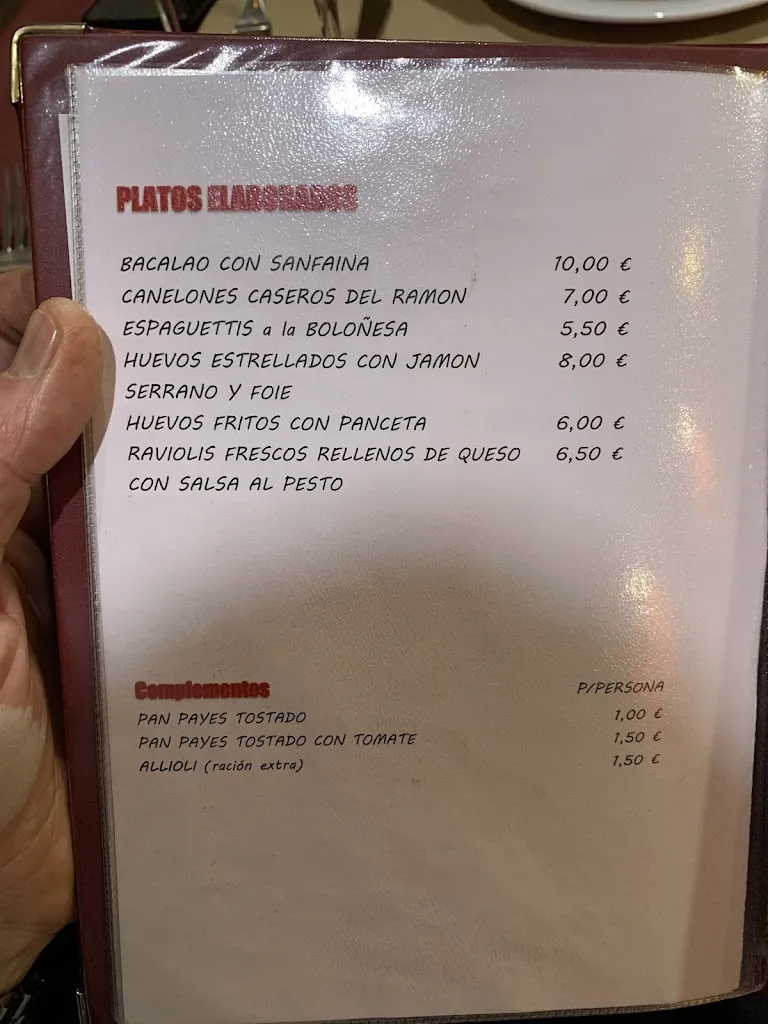 PLATOS ELABORADOS
BACALAO CON SANFAINA 10,00 €
CANELONES CASEROS DEL RAMON 7,00 €
ESPAGUETTIS a la BOLOÑESA 5,50 €
HUEVOS ESTRELLADOS CON JAMON 8,00 €
SERRANO Y FOIE
HUEVOS FRITOS CON PANCETA 6,00 €
RAVIOLIS FRESCOS RELLENOS DE QUESO 6,50 €
CON SALSA AL PESTO
Complementos P/PERSONA
PAN PAYES TOSTADO 1,00 €
PAN PAYES TOSTADO CON TOMATE 1,50 €
ALLIOLI (ración extra) 1,50 €